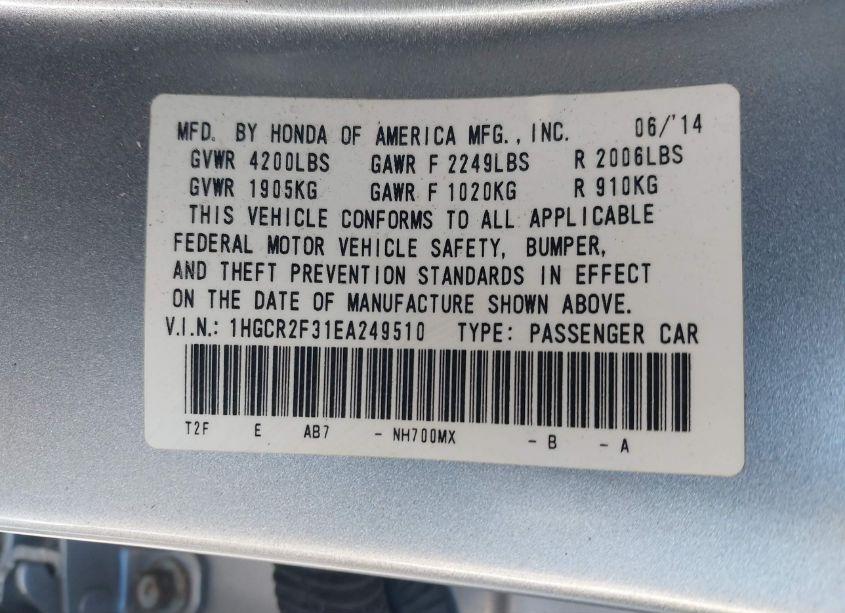 MFD. BY HONDA OF AMERICA MFG., INC. 06/'14
GVWR 4200LBS GAWR F 2249LBS R 2006LBS
GVWR 1905KG GAWR F 1020KG R 910KG
THIS VEHICLE CONFORMS TO ALL APPLICABLE
FEDERAL MOTOR VEHICLE SAFETY, BUMPER,
AND THEFT PREVENTION STANDARDS IN EFFECT
ON THE DATE OF MANUFACTURE SHOWN ABOVE.
V.I.N.: 1HGCR2F31EA249510 TYPE: PASSENGER CAR
T2F E AB7 - NH700MX - B - A